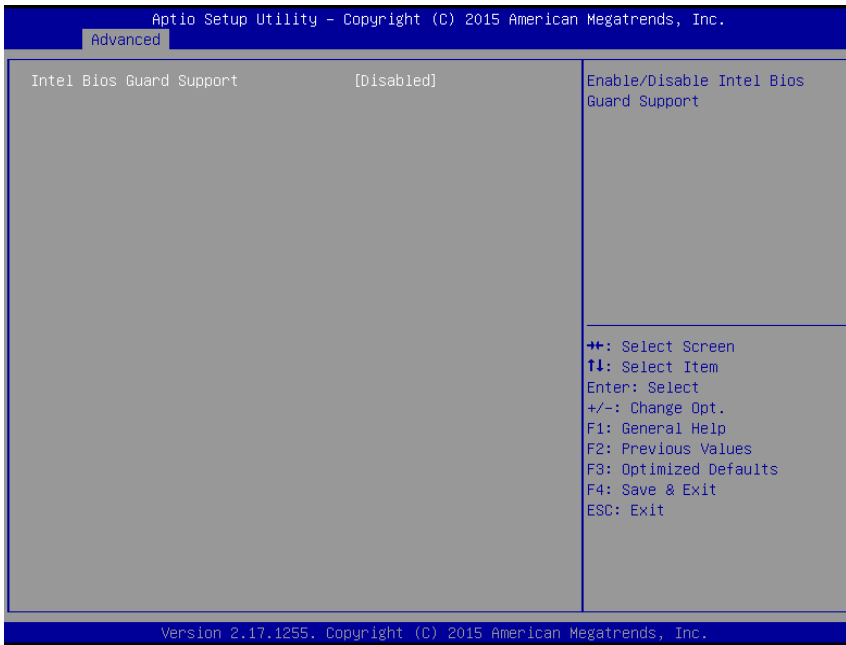 Aptio Setup Utility – Copyright (C) 2015 American Megatrends, Inc.
Advanced
Intel Bios Guard Support [Disabled]
Enable/Disable Intel Bios
Guard Support
→←: Select Screen
↑↓: Select Item
Enter: Select
+/-: Change Opt.
F1: General Help
F2: Previous Values
F3: Optimized Defaults
F4: Save & Exit
ESC: Exit
Version 2.17.1255. Copyright (C) 2015 American Megatrends, Inc.